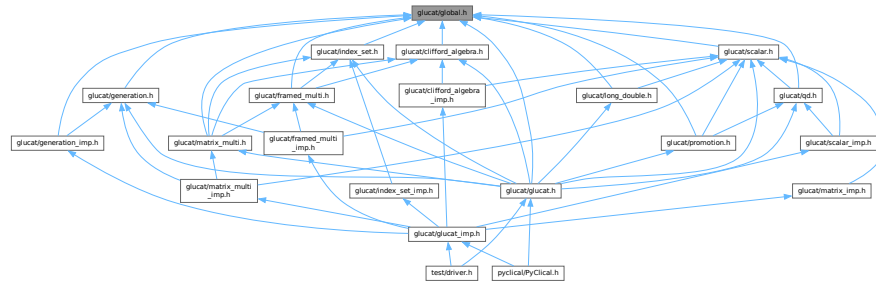 glucat/global.h
glucat/index_set.h
glucat/clifford_algebra.h
glucat/scalar.h
glucat/generation.h
glucat/framed_multi.h
glucat/clifford_algebra
_imp.h
glucat/long_double.h
glucat/qd.h
glucat/generation_imp.h
glucat/matrix_multi.h
glucat/framed_multi
_imp.h
glucat/promotion.h
glucat/scalar_imp.h
glucat/matrix_multi
_imp.h
glucat/index_set_imp.h
glucat/glucat.h
glucat/matrix_imp.h
glucat/glucat_imp.h
test/driver.h
pyclical/PyClical.h